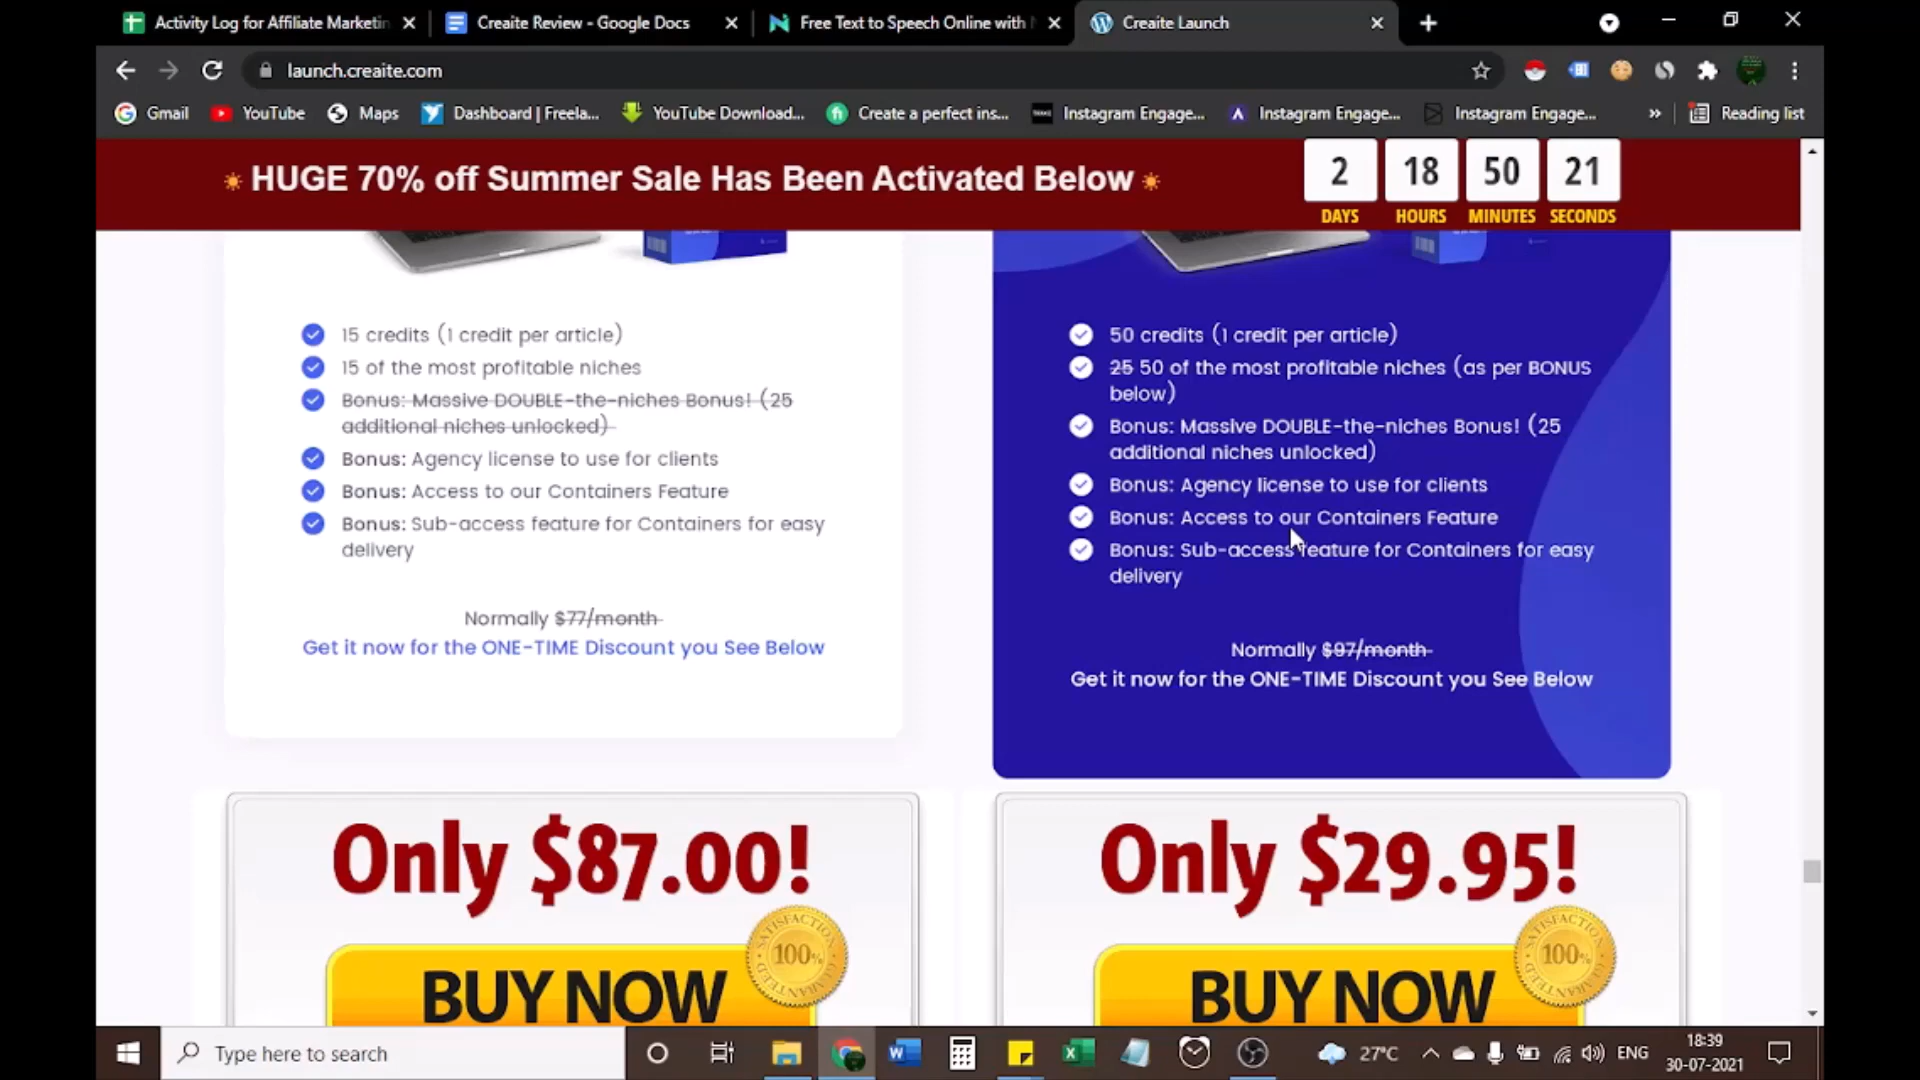 Activity Log for Affiliate Marketin
Creaite Review - Google Docs
Free Text to Speech Online with
Creaite Launch
launch.creaite.com
Gmail
YouTube
Maps
Dashboard | Freela...
YouTube Download...
Create a perfect ins...
Instagram Engage...
Instagram Engage...
Instagram Engage...
»
Reading list
HUGE 70% off Summer Sale Has Been Activated Below
2 18 50 21
DAYS HOURS MINUTES SECONDS
15 credits (1 credit per article)
15 of the most profitable niches
Bonus: Massive DOUBLE-the-niches Bonus! (25
additional niches unlocked)
Bonus: Agency license to use for clients
Bonus: Access to our Containers Feature
Bonus: Sub-access feature for Containers for easy
delivery
Normally $77/month
Get it now for the ONE-TIME Discount you See Below
50 credits (1 credit per article)
25 50 of the most profitable niches (as per BONUS
below)
Bonus: Massive DOUBLE-the-niches Bonus! (25
additional niches unlocked)
Bonus: Agency license to use for clients
Bonus: Access to our Containers Feature
Bonus: Sub-access feature for Containers for easy
delivery
Normally $97/month
Get it now for the ONE-TIME Discount you See Below
Only $87.00!
SATISFACTION
100%
GUARANTEED
BUY NOW
Only $29.95!
SATISFACTION
100%
GUARANTEED
BUY NOW
Type here to search
27°C
ENG
18:39
30-07-2021